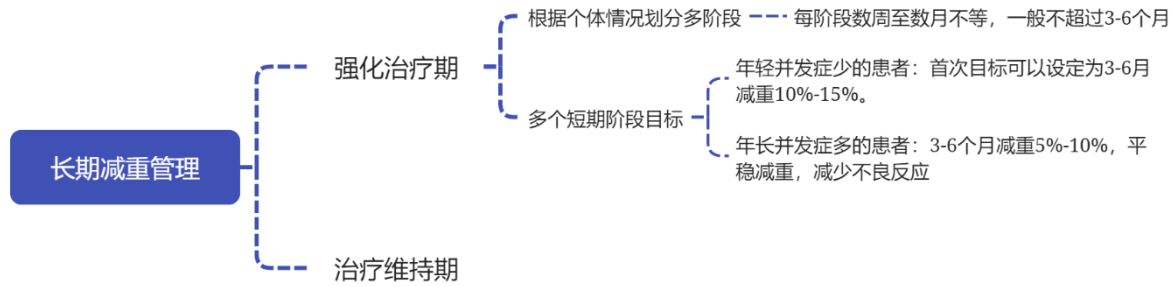 长期减重管理
强化治疗期
根据个体情况划分多阶段
每阶段数周至数月不等，一般不超过3-6个月
多个短期阶段目标
年轻并发症少的患者：首次目标可以设定为3-6月
减重10%-15%。
年长并发症多的患者：3-6个月减重5%-10%，平
稳减重，减少不良反应
治疗维持期